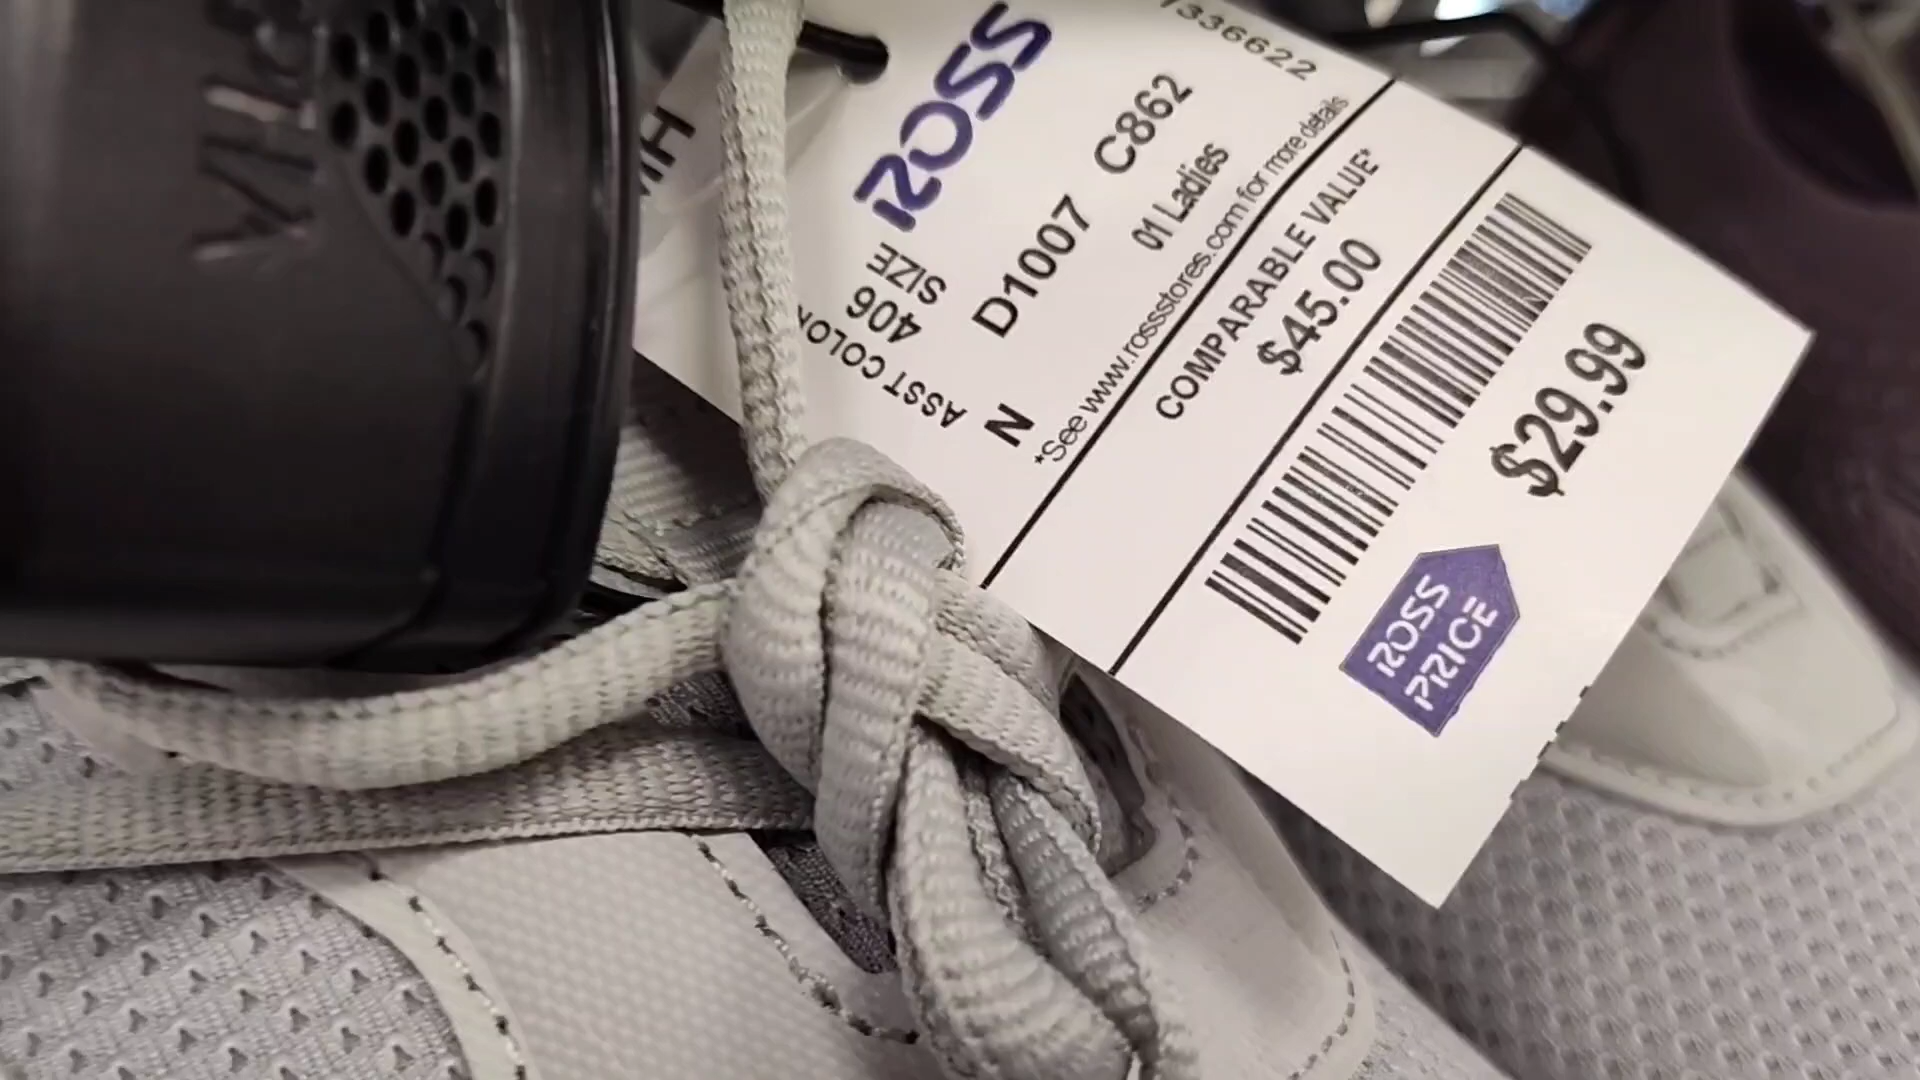 ROSS
1336622
SIZE
406
ASST COLOR
D1007 C862
01 Ladies
N
*See www.rossstores.com for more details
COMPARABLE VALUE*
$45.00
$29.99
ROSS
PRICE